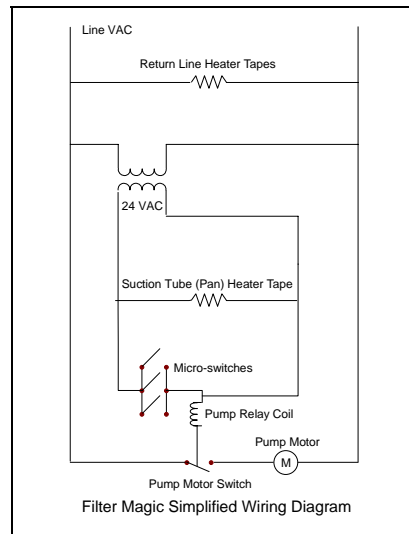 Line VAC
Return Line Heater Tapes
24 VAC
Suction Tube (Pan) Heater Tape
Micro-switches
Pump Relay Coil
Pump Motor
M
Pump Motor Switch
Filter Magic Simplified Wiring Diagram